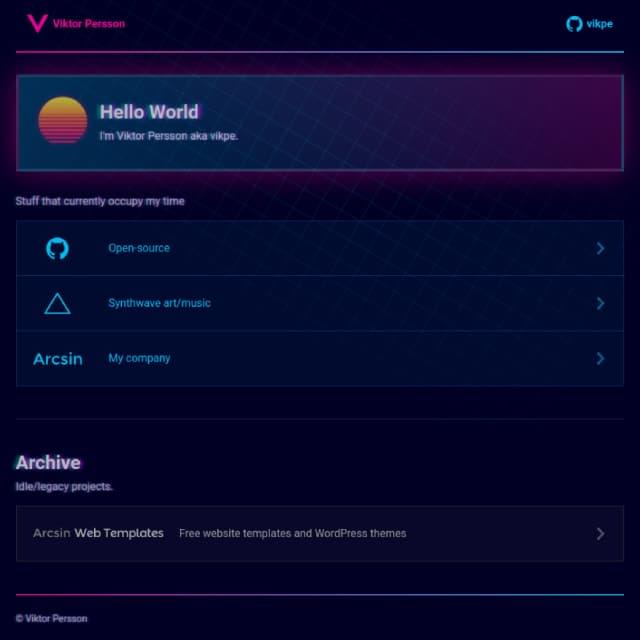 Viktor Persson
vikpe
Hello World
I'm Viktor Persson aka vikpe.
Stuff that currently occupy my time
Open-source
Synthwave art/music
Arcsin My company
Archive
Idle/legacy projects.
Arcsin Web Templates Free website templates and WordPress themes
© Viktor Persson